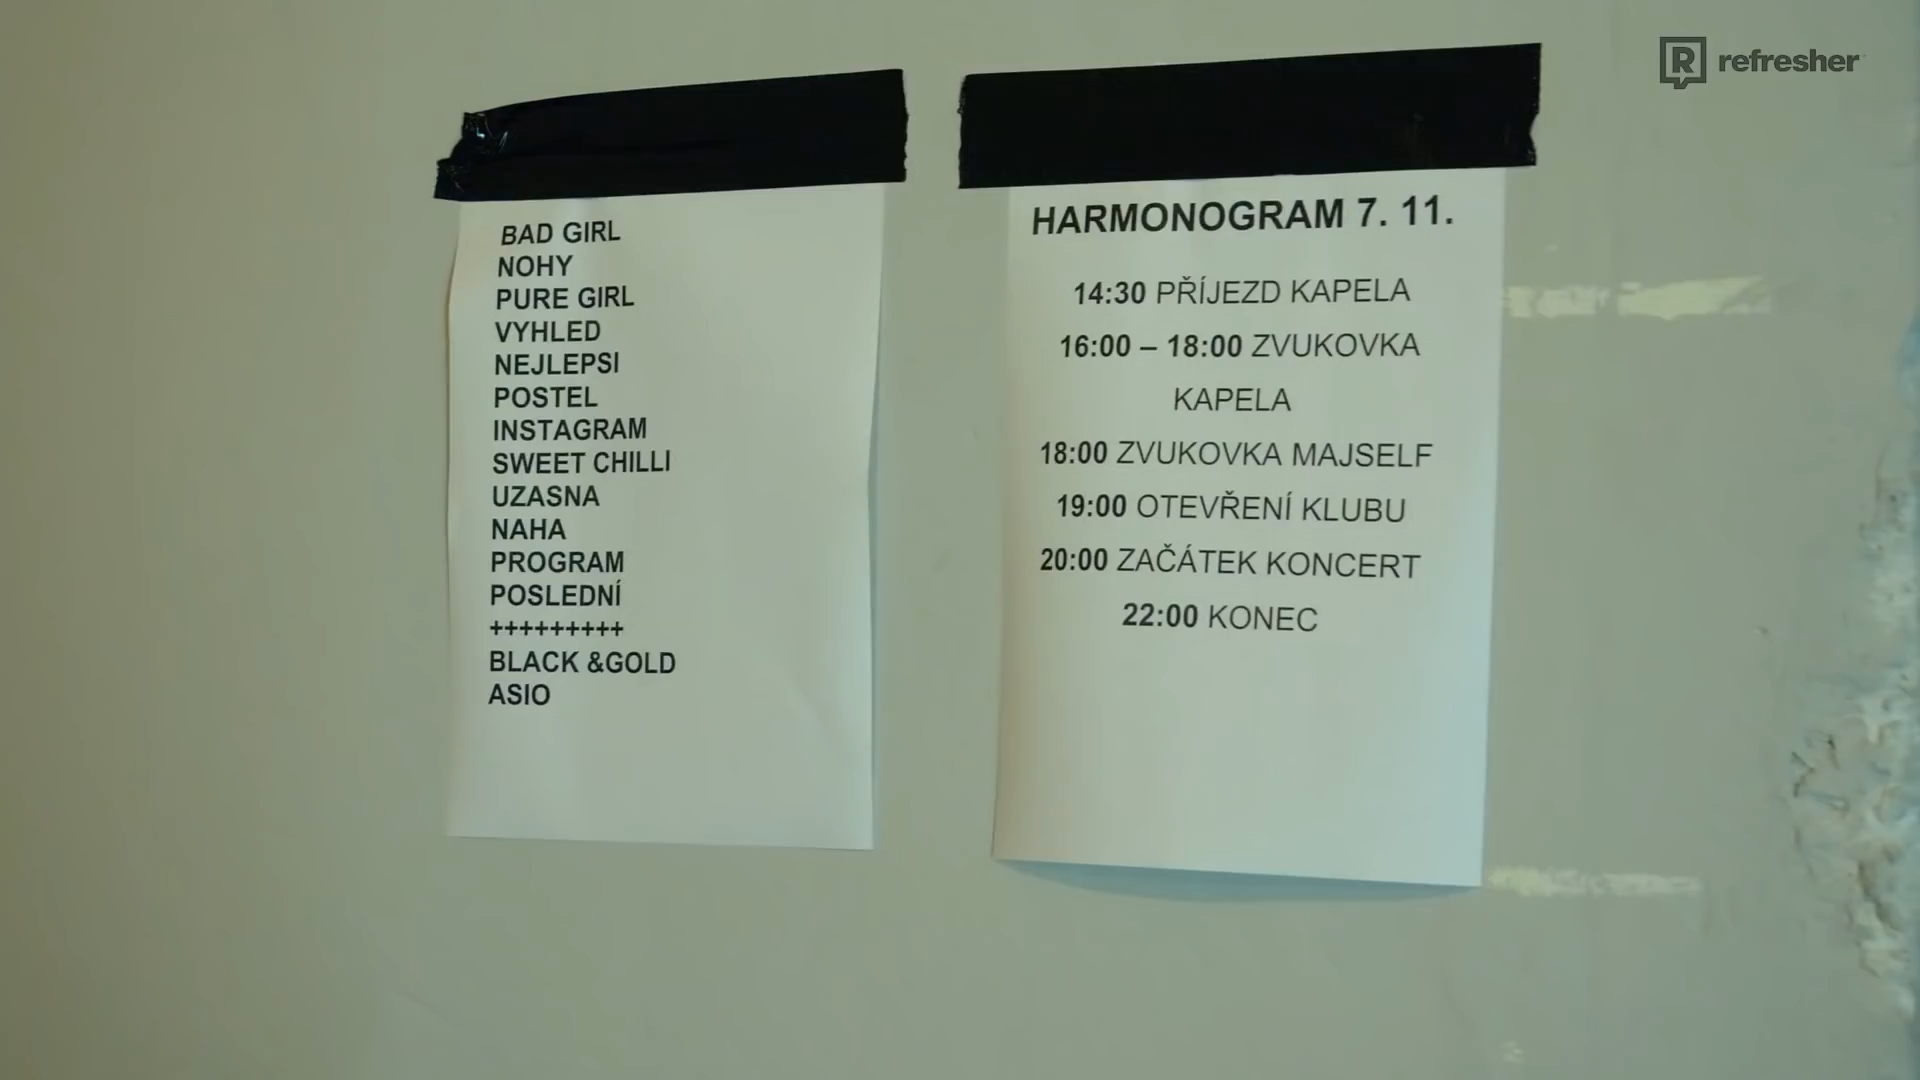 refresher
BAD GIRL
NOHY
PURE GIRL
VYHLED
NEJLEPSI
POSTEL
INSTAGRAM
SWEET CHILLI
UZASNA
NAHA
PROGRAM
POSLEDNÍ
+++++++++
BLACK &GOLD
ASIO
HARMONOGRAM 7. 11.
14:30 PŘÍJEZD KAPELA
16:00 – 18:00 ZVUKOVKA
KAPELA
18:00 ZVUKOVKA MAJSELF
19:00 OTEVŘENÍ KLUBU
20:00 ZAČÁTEK KONCERT
22:00 KONEC